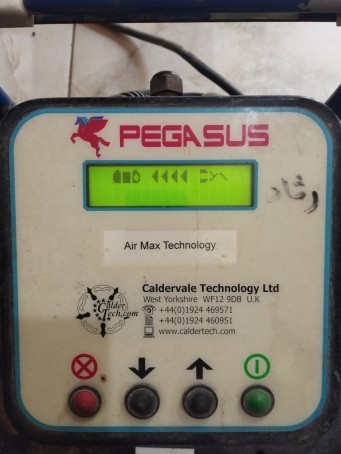 PEGASUS
رشاد
Air Max Technology
Caldervale Technology Ltd
West Yorkshire WF12 9DB U.K
+44(0)1924 469571
+44(0)1924 460951
www.caldertech.com
Calder
Tech.com